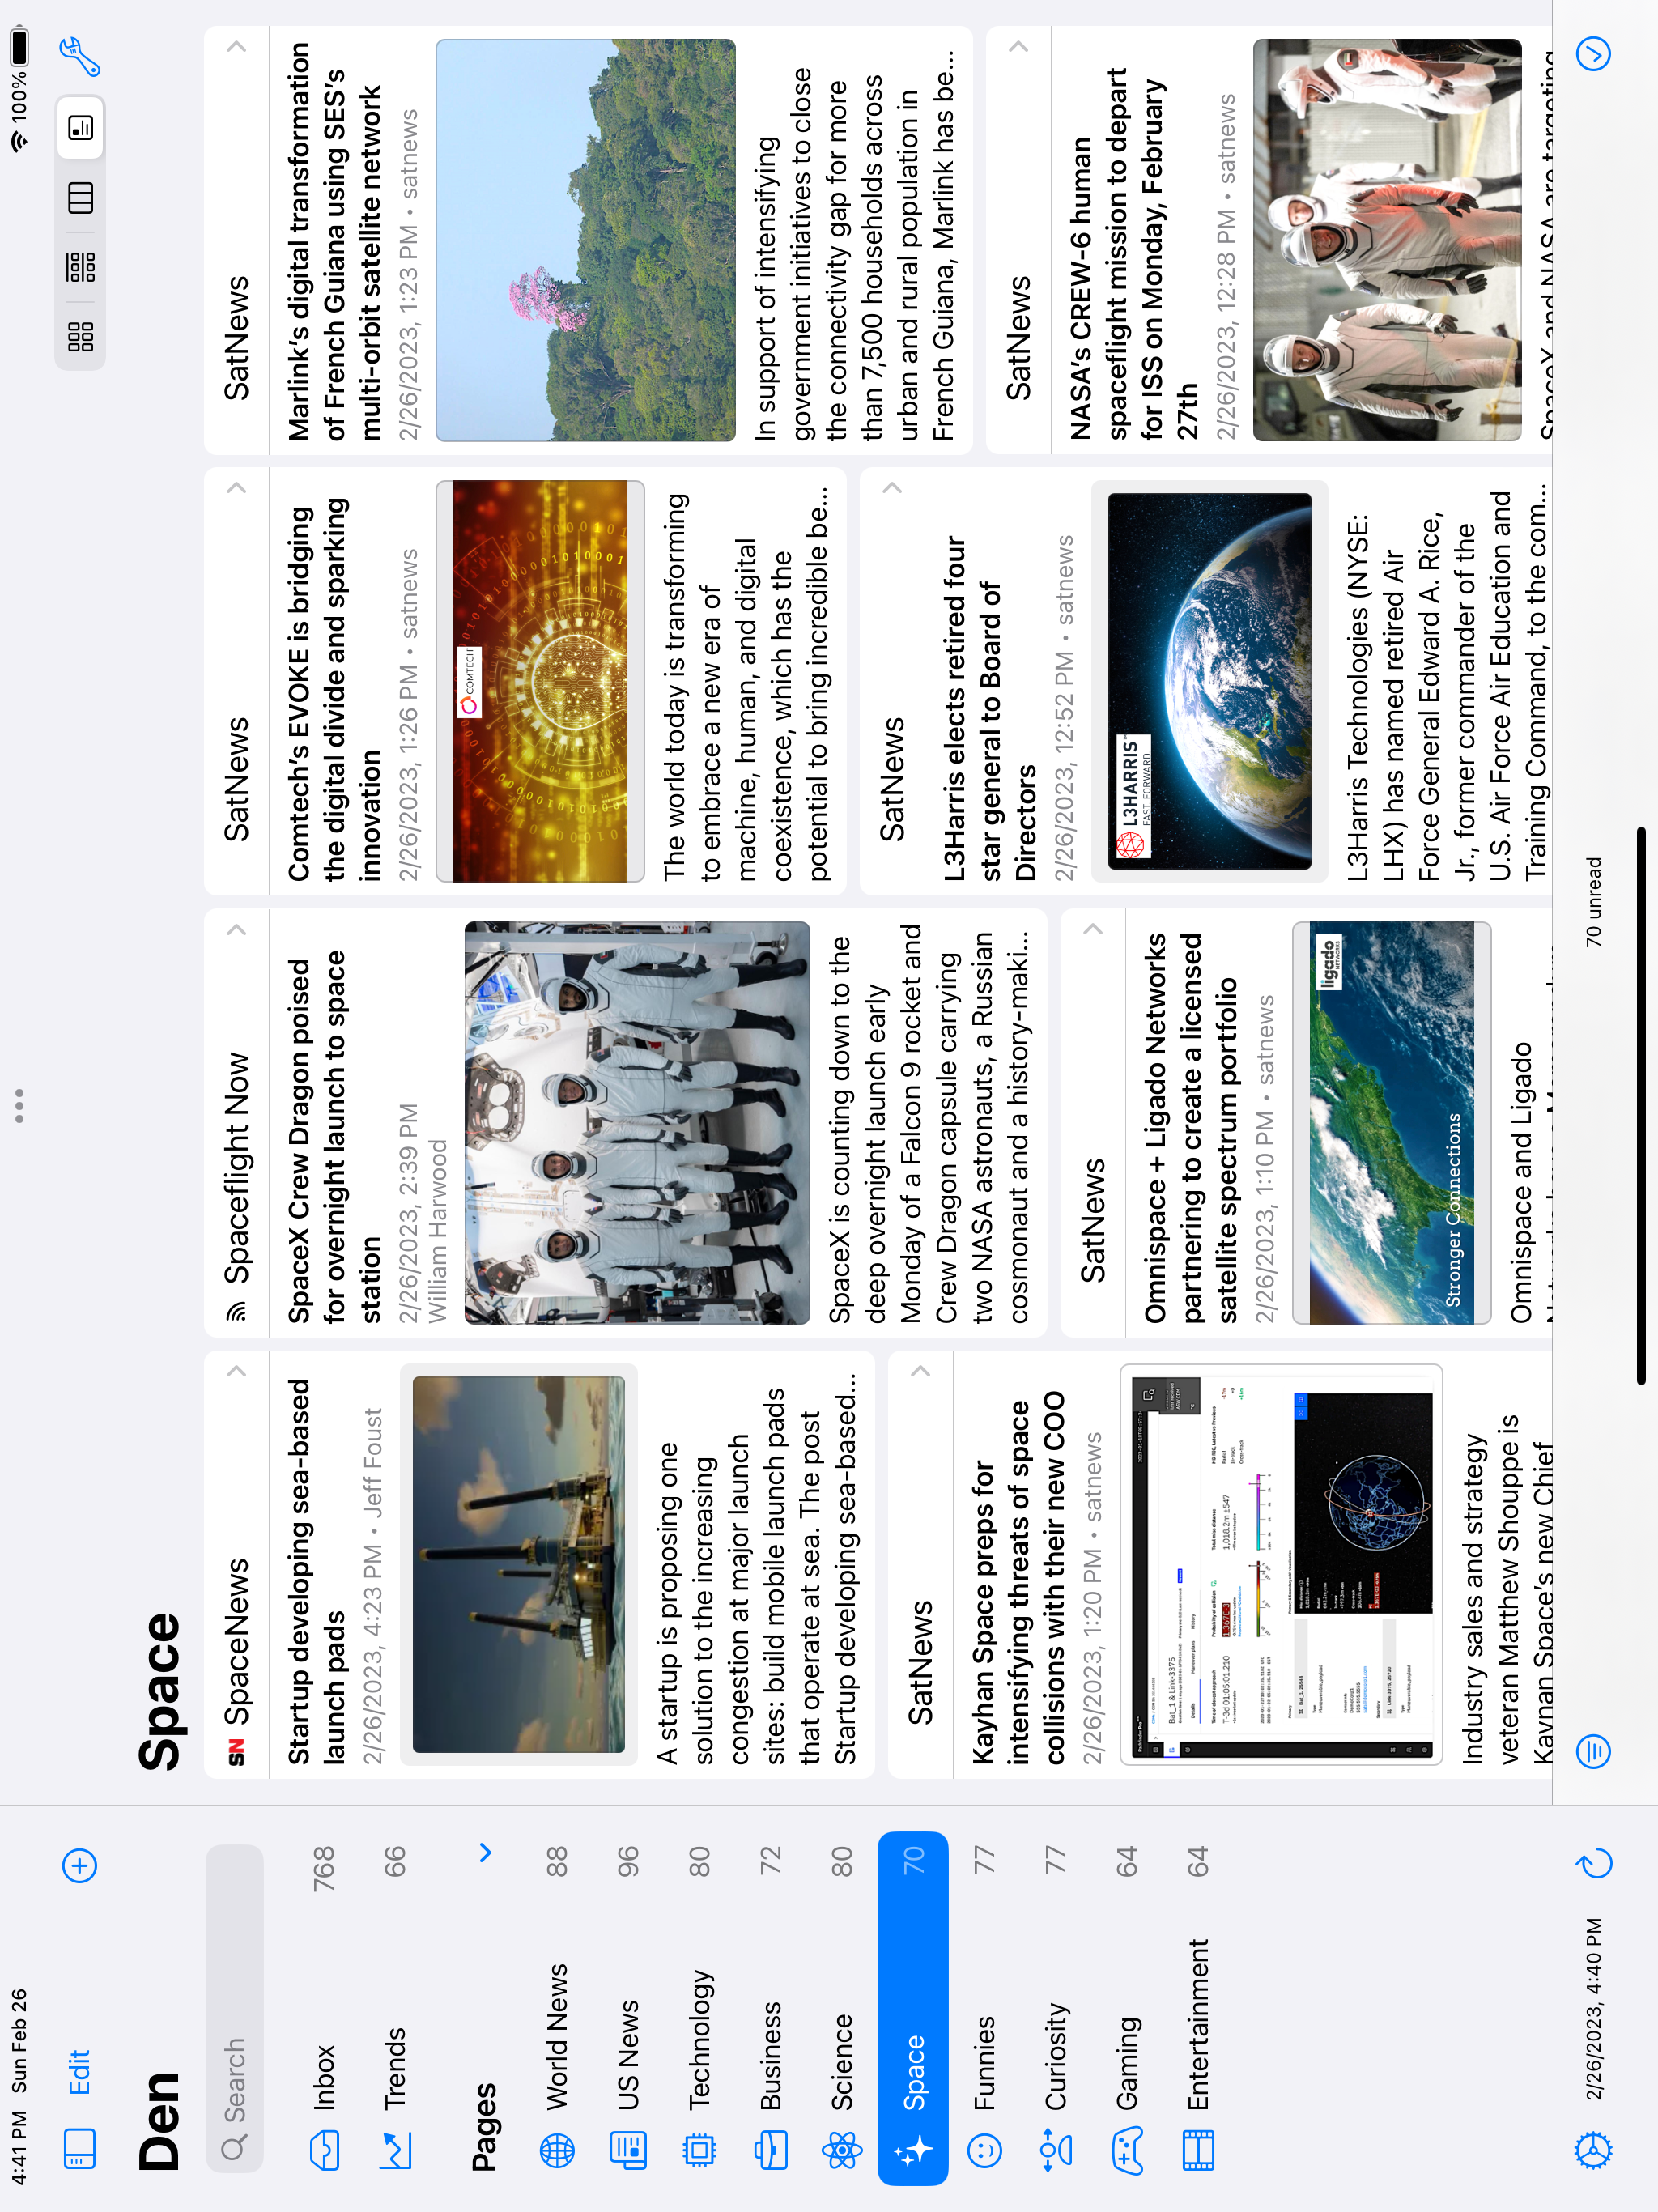 4:41 PM Sun Feb 26
100%
Edit
Den
Search
Inbox 768
Trends 66
Pages
World News 88
US News 96
Technology 80
Business 72
Science 80
Space 70
Funnies 77
Curiosity 77
Gaming 64
Entertainment 64
2/26/2023, 4:40 PM
Space
SN SpaceNews
Startup developing sea-based
launch pads
2/26/2023, 4:23 PM • Jeff Foust
A startup is proposing one
solution to the increasing
congestion at major launch
sites: build mobile launch pads
that operate at sea. The post
Startup developing sea-based...
SatNews
Kayhan Space preps for
intensifying threats of space
collisions with their new COO
2/26/2023, 1:20 PM • satnews
Bat_1 & Link-3375
T-3d 01:05:01.210
1,018.2m ±547
Industry sales and strategy
veteran Matthew Shouppe is
Kayhan Space's new Chief
Spaceflight Now
SpaceX Crew Dragon poised
for overnight launch to space
station
2/26/2023, 2:39 PM
William Harwood
SpaceX is counting down to the
deep overnight launch early
Monday of a Falcon 9 rocket and
Crew Dragon capsule carrying
two NASA astronauts, a Russian
cosmonaut and a history-maki...
SatNews
Omnispace + Ligado Networks
partnering to create a licensed
satellite spectrum portfolio
2/26/2023, 1:10 PM • satnews
ligado
NETWORKS
Stronger Connections
Omnispace and Ligado
SatNews
Comtech's EVOKE is bridging
the digital divide and sparking
innovation
2/26/2023, 1:26 PM • satnews
COMTECH
The world today is transforming
to embrace a new era of
machine, human, and digital
coexistence, which has the
potential to bring incredible be...
SatNews
L3Harris elects retired four
star general to Board of
Directors
2/26/2023, 12:52 PM • satnews
L3HARRIS™
FAST. FORWARD.
L3Harris Technologies (NYSE:
LHX) has named retired Air
Force General Edward A. Rice,
Jr., former commander of the
U.S. Air Force Air Education and
Training Command, to the com...
SatNews
Marlink's digital transformation
of French Guiana using SES's
multi-orbit satellite network
2/26/2023, 1:23 PM • satnews
In support of intensifying
government initiatives to close
the connectivity gap for more
than 7,500 households across
urban and rural population in
French Guiana, Marlink has be...
SatNews
NASA's CREW-6 human
spaceflight mission to depart
for ISS on Monday, February
27th
2/26/2023, 12:28 PM • satnews
SpaceX and NASA are targeting
70 unread